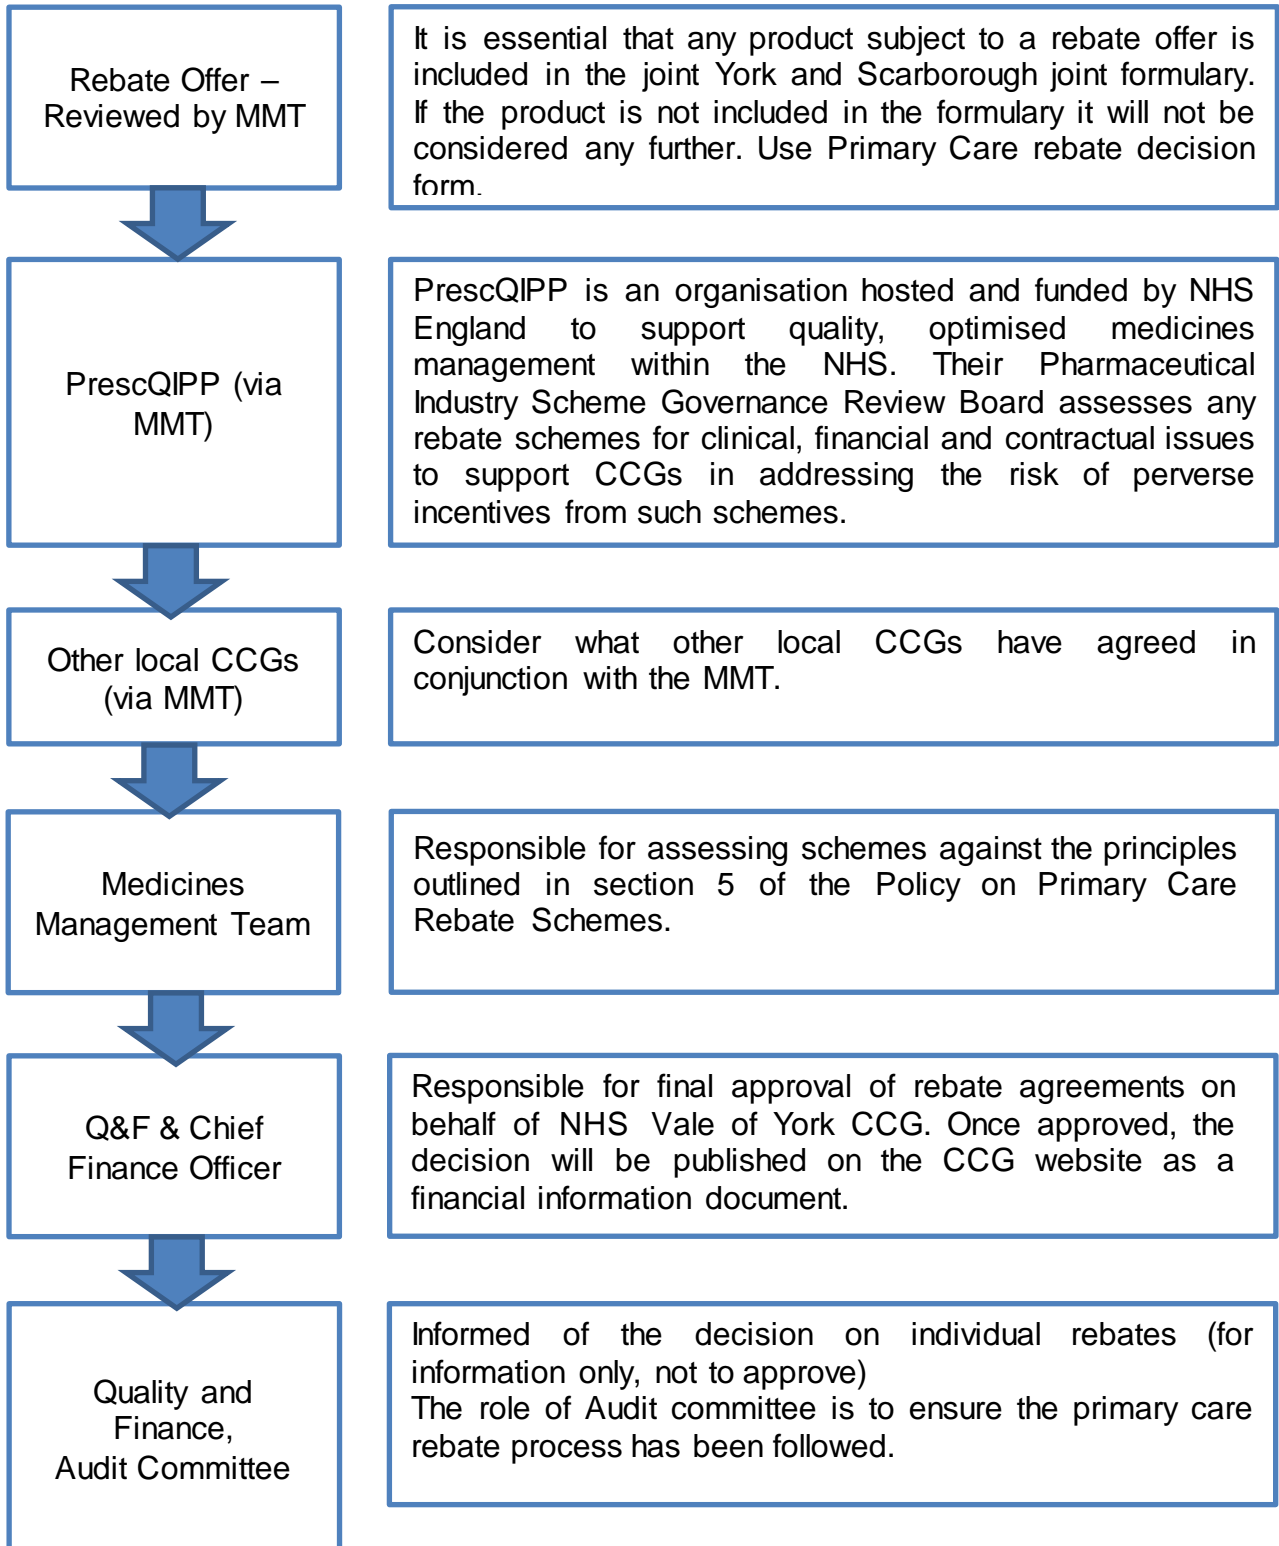 Rebate Offer –
Reviewed by MMT
It is essential that any product subject to a rebate offer is
included in the joint York and Scarborough joint formulary.
If the product is not included in the formulary it will not be
considered any further. Use Primary Care rebate decision
form.
PrescQIPP (via
MMT)
PrescQIPP is an organisation hosted and funded by NHS
England to support quality, optimised medicines
management within the NHS. Their Pharmaceutical
Industry Scheme Governance Review Board assesses any
rebate schemes for clinical, financial and contractual issues
to support CCGs in addressing the risk of perverse
incentives from such schemes.
Other local CCGs
(via MMT)
Consider what other local CCGs have agreed in
conjunction with the MMT.
Medicines
Management Team
Responsible for assessing schemes against the principles
outlined in section 5 of the Policy on Primary Care
Rebate Schemes.
Q&F & Chief
Finance Officer
Responsible for final approval of rebate agreements on
behalf of NHS Vale of York CCG. Once approved, the
decision will be published on the CCG website as a
financial information document.
Quality and
Finance,
Audit Committee
Informed of the decision on individual rebates (for
information only, not to approve)
The role of Audit committee is to ensure the primary care
rebate process has been followed.